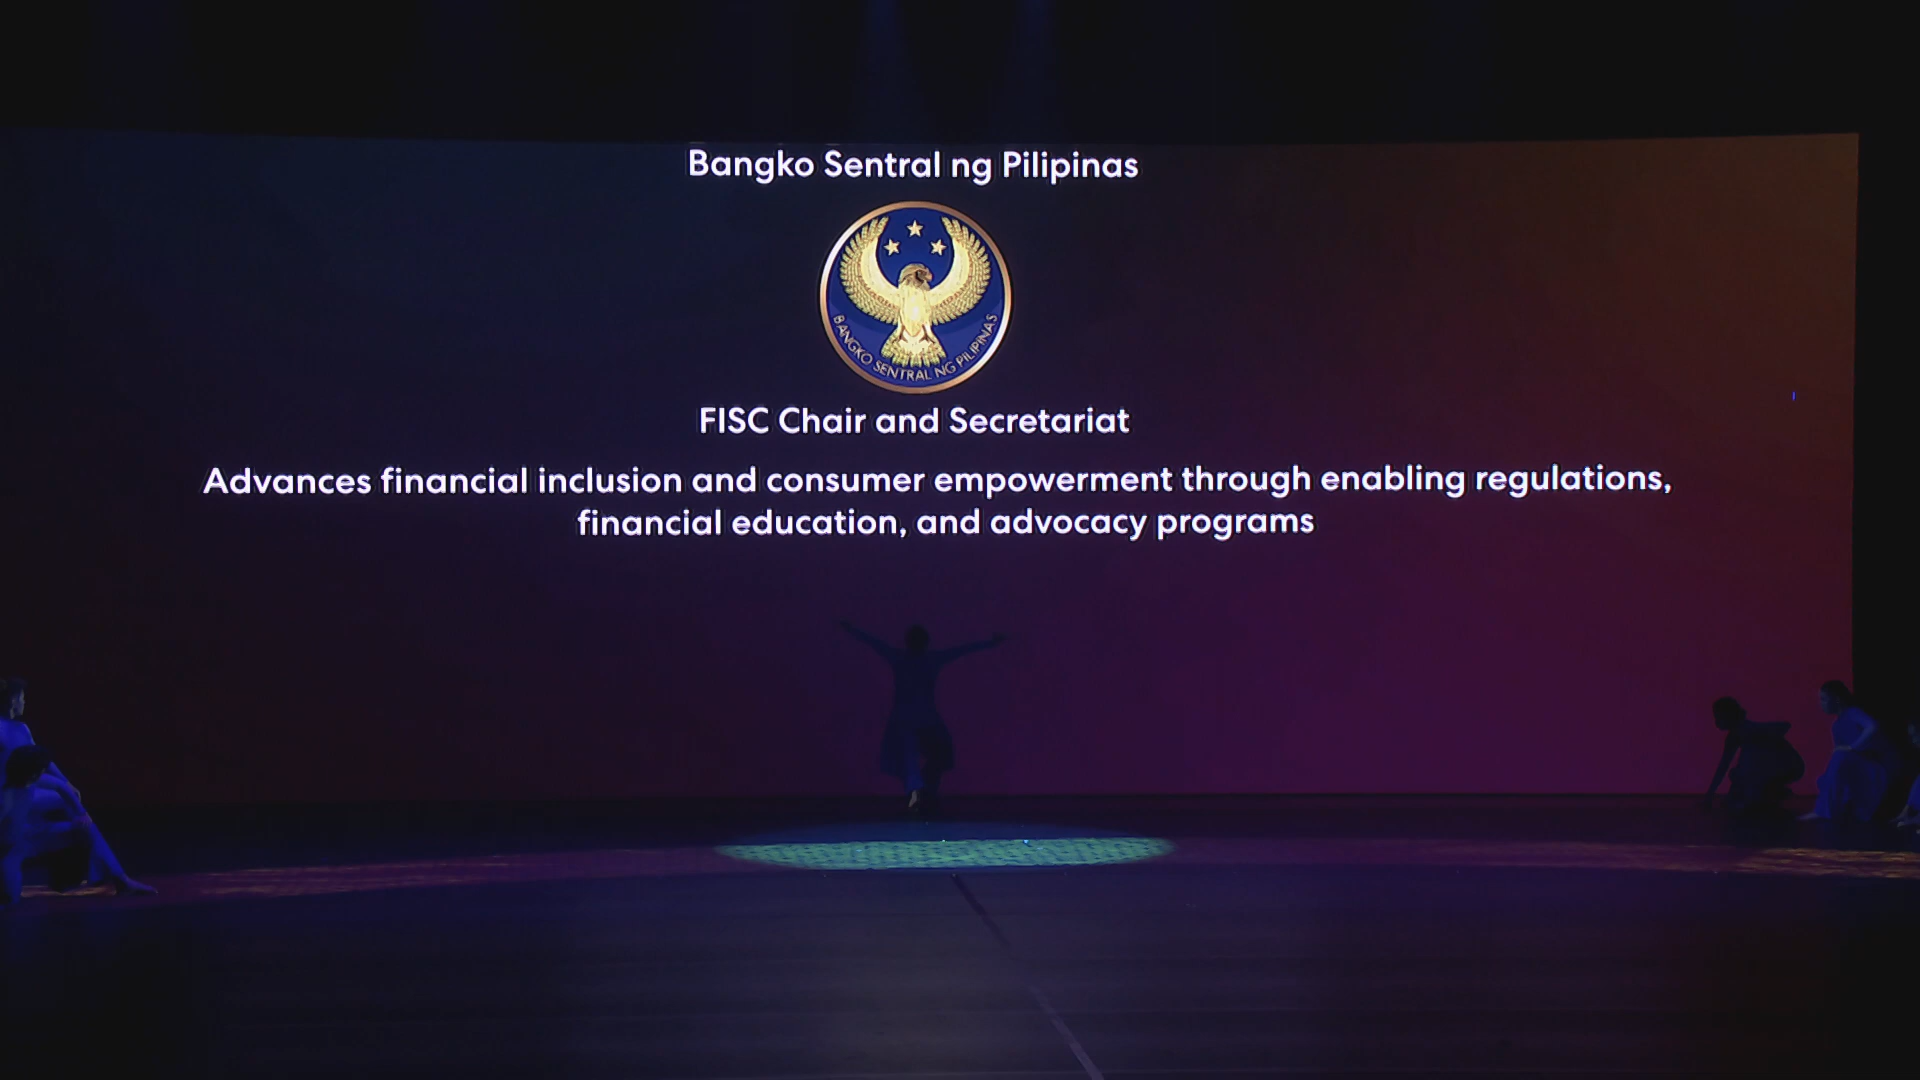 Bangko Sentral ng Pilipinas
BANGKO SENTRAL NG PILIPINAS
FISC Chair and Secretariat
Advances financial inclusion and consumer empowerment through enabling regulations,
financial education, and advocacy programs